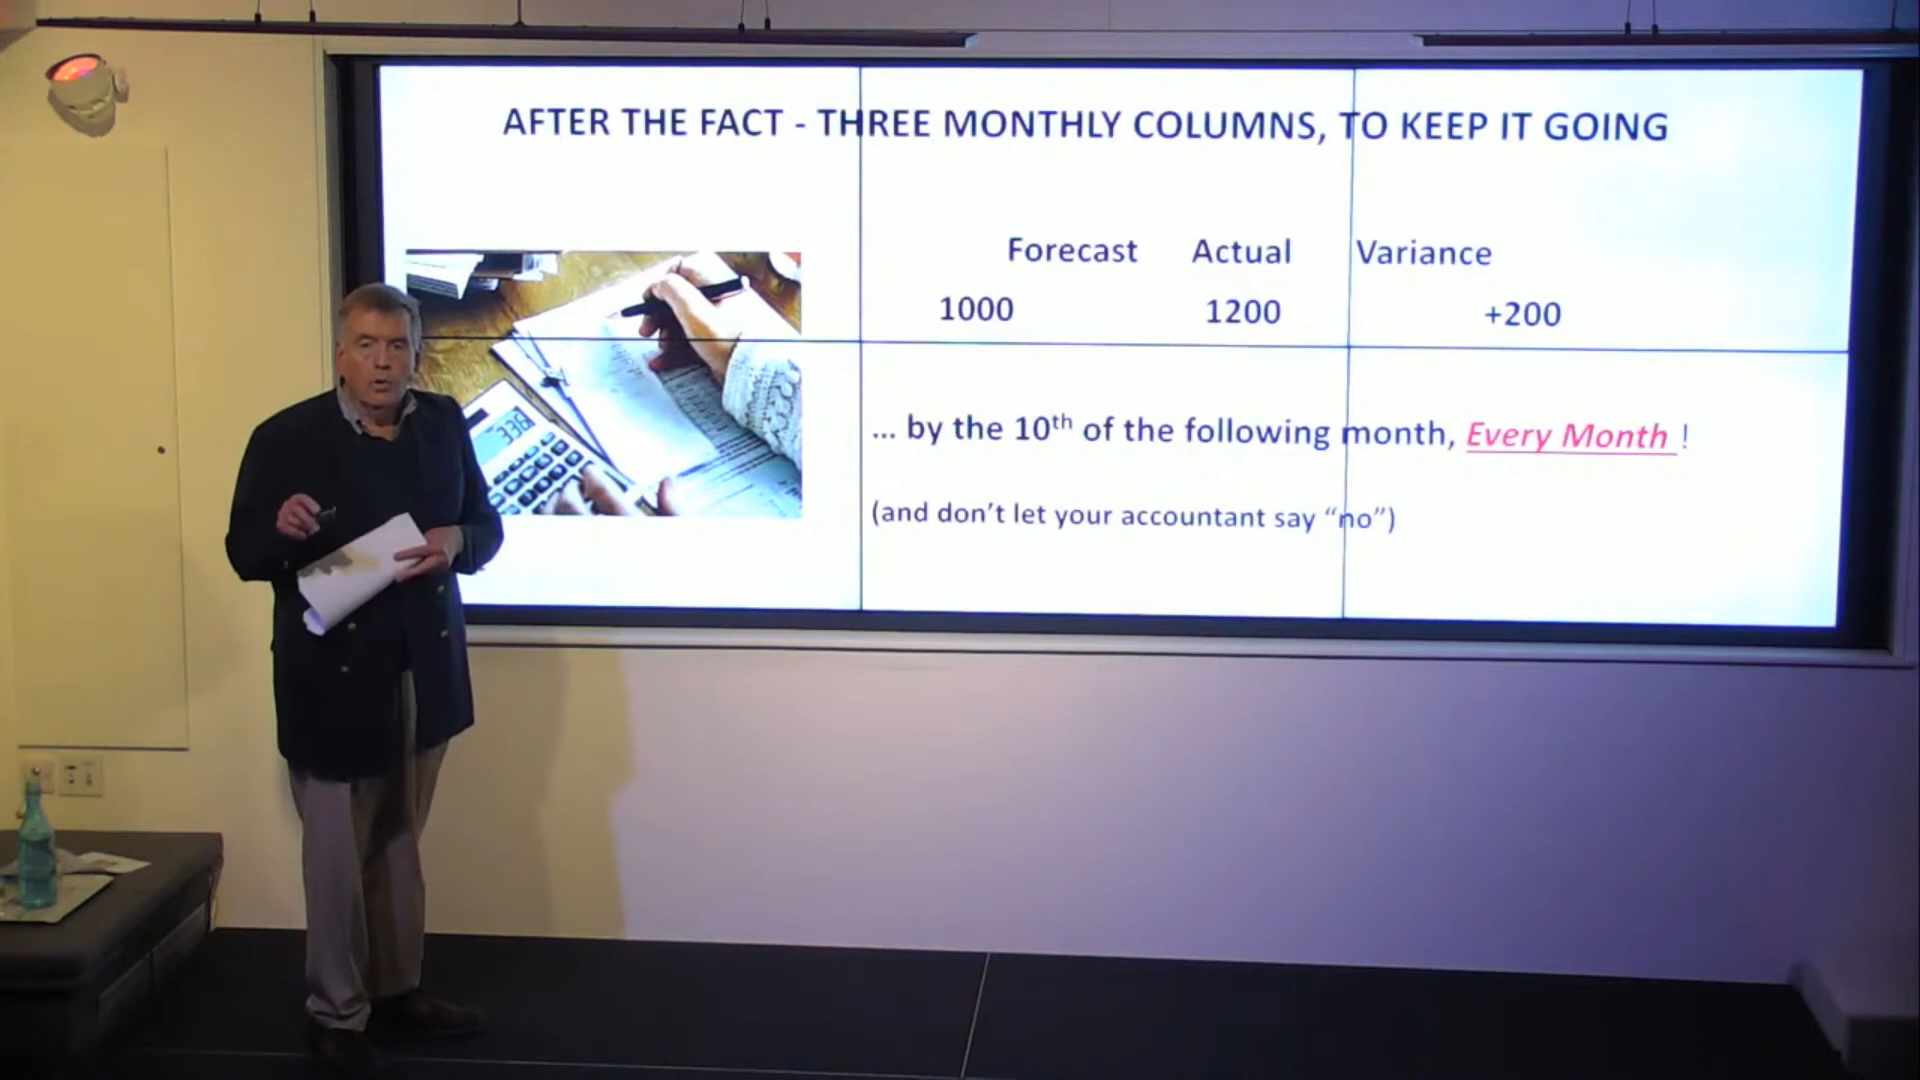 AFTER THE FACT - THREE MONTHLY COLUMNS, TO KEEP IT GOING
Forecast Actual Variance
1000 1200 +200
... by the 10th of the following month, Every Month !
(and don't let your accountant say “no”)
338